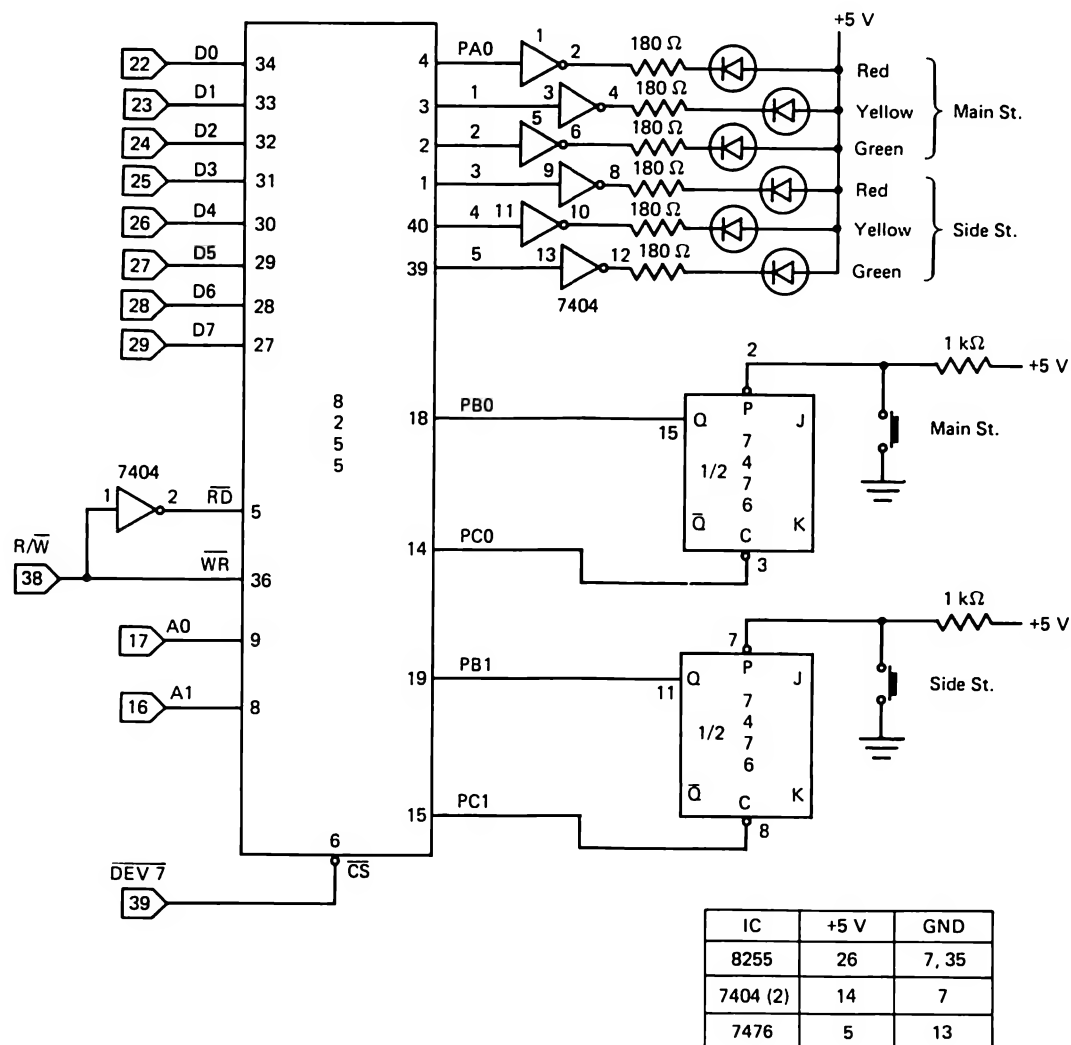 +5 V
PA0 1 2 180 Ω Red
22 D0 34 4
23 D1 33 3 1 3 4 180 Ω Yellow Main St.
24 D2 32 2 2 5 6 180 Ω Green
25 D3 31 1 3 9 8 180 Ω Red
26 D4 30 40 4 11 10 180 Ω Yellow Side St.
27 D5 29 39 5 13 12 180 Ω Green
7404
28 D6 28
29 D7 27
8
2
5
5
18 PB0 15 Q P J
2 1 kΩ +5 V
Main St.
7
4
1/2 7
6
Q̅ C K
14 PC0 3
7404
1 2 R̅D̅ 5
R/W̅
38 W̅R̅ 36
17 A0 9
16 A1 8
19 PB1 11 Q P J
7 1 kΩ +5 V
Side St.
7
4
1/2 7
6
Q̅ C K
15 PC1 8
6
C̅S̅
D̅E̅V̅ 7̅
39
IC +5 V GND
8255 26 7, 35
7404 (2) 14 7
7476 5 13